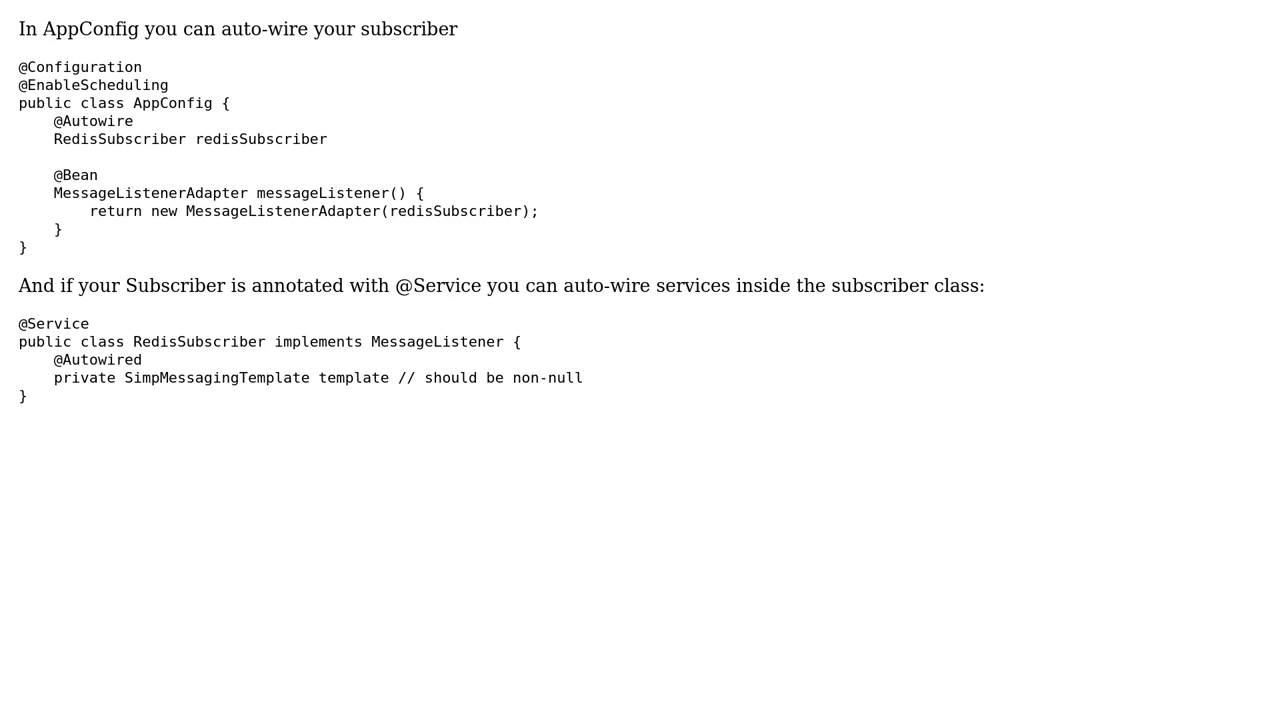 In AppConfig you can auto-wire your subscriber
@Configuration
@EnableScheduling
public class AppConfig {
    @Autowire
    RedisSubscriber redisSubscriber

    @Bean
    MessageListenerAdapter messageListener() {
        return new MessageListenerAdapter(redisSubscriber);
    }
}
And if your Subscriber is annotated with @Service you can auto-wire services inside the subscriber class:
@Service
public class RedisSubscriber implements MessageListener {
    @Autowired
    private SimpMessagingTemplate template // should be non-null
}